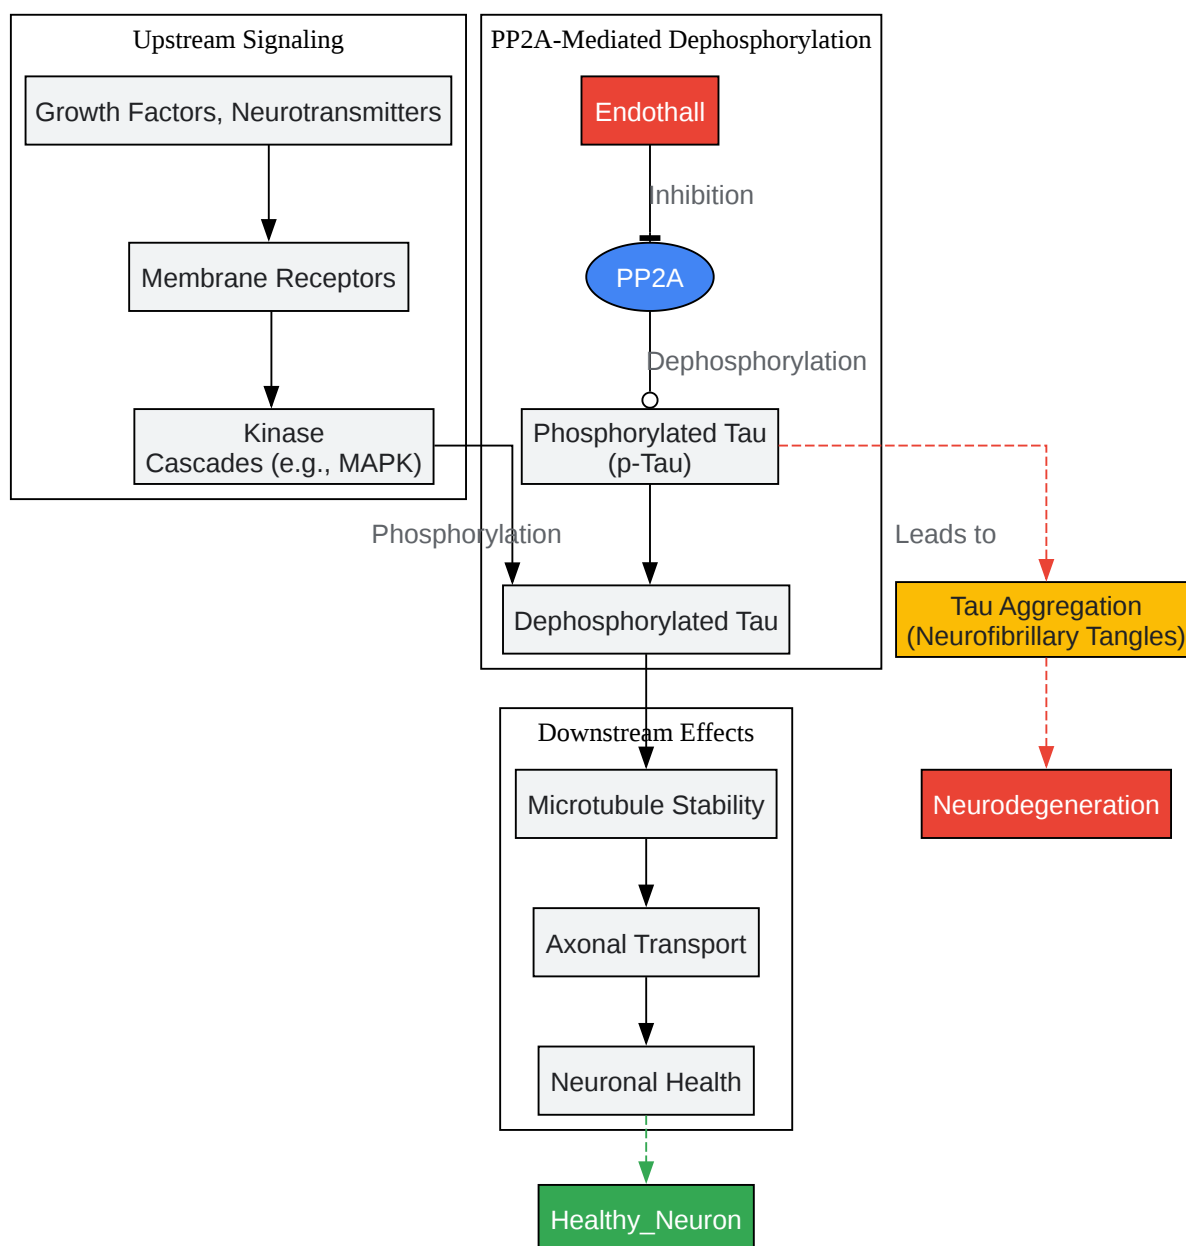 Upstream Signaling
Growth Factors, Neurotransmitters
Membrane Receptors
Kinase
Cascades (e.g., MAPK)
Phosphorylation
PP2A-Mediated Dephosphorylation
Endothall
Inhibition
PP2A
Dephosphorylation
Phosphorylated Tau
(p-Tau)
Dephosphorylated Tau
Leads to
Tau Aggregation
(Neurofibrillary Tangles)
Neurodegeneration
Downstream Effects
Microtubule Stability
Axonal Transport
Neuronal Health
Healthy_Neuron